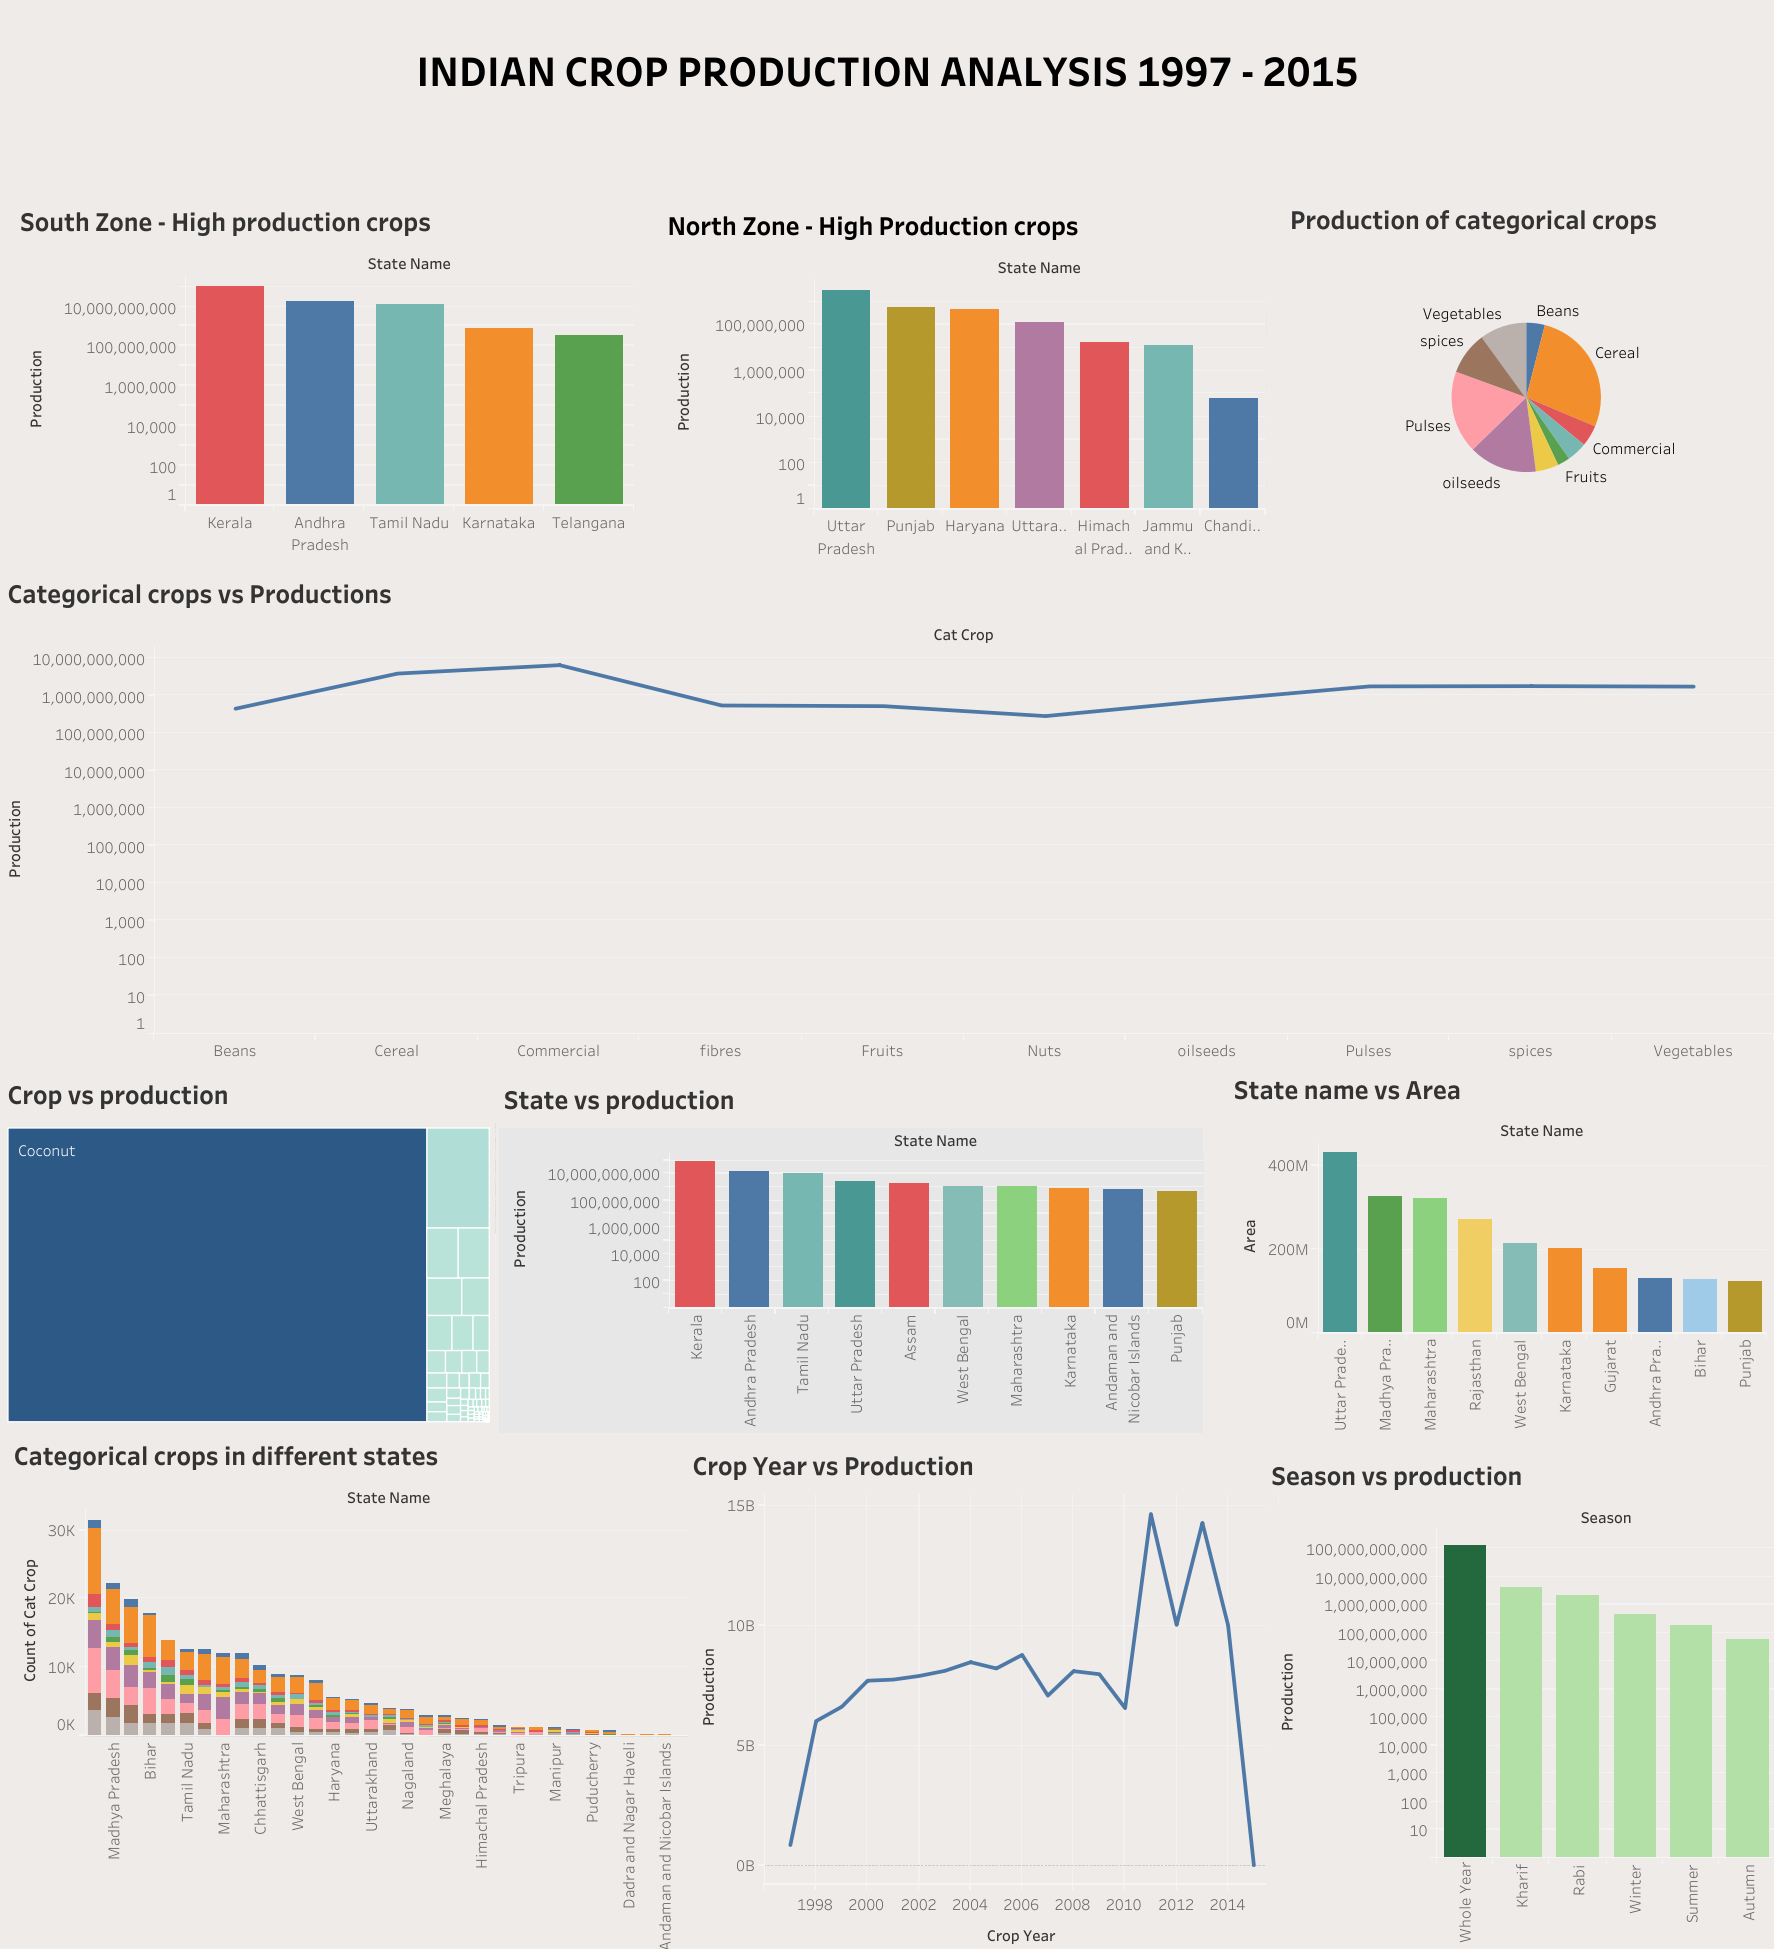 INDIAN CROP PRODUCTION ANALYSIS 1997 - 2015
South Zone - High production crops
State Name
Production
10,000,000,000
100,000,000
1,000,000
10,000
100
1
Kerala
Andhra
Pradesh
Tamil Nadu
Karnataka
Telangana
North Zone - High Production crops
State Name
Production
100,000,000
1,000,000
10,000
100
1
Uttar
Pradesh
Punjab
Haryana
Uttara..
Himach
al Prad..
Jammu
and K..
Chandi..
Production of categorical crops
Vegetables
Beans
spices
Cereal
Pulses
Commercial
Fruits
oilseeds
Categorical crops vs Productions
Cat Crop
Production
10,000,000,000
1,000,000,000
100,000,000
10,000,000
1,000,000
100,000
10,000
1,000
100
10
1
Beans
Cereal
Commercial
fibres
Fruits
Nuts
oilseeds
Pulses
spices
Vegetables
Crop vs production
Coconut
State vs production
State Name
Production
10,000,000,000
100,000,000
1,000,000
10,000
100
Kerala
Andhra Pradesh
Tamil Nadu
Uttar Pradesh
Assam
West Bengal
Maharashtra
Karnataka
Andaman and
Nicobar Islands
Punjab
State name vs Area
State Name
Area
400M
200M
0M
Uttar Prade..
Madhya Pra..
Maharashtra
Rajasthan
West Bengal
Karnataka
Gujarat
Andhra Pra..
Bihar
Punjab
Categorical crops in different states
State Name
Count of Cat Crop
30K
20K
10K
0K
Madhya Pradesh
Bihar
Tamil Nadu
Maharashtra
Chhattisgarh
West Bengal
Haryana
Uttarakhand
Nagaland
Meghalaya
Himachal Pradesh
Tripura
Manipur
Puducherry
Dadra and Nagar Haveli
Andaman and Nicobar Islands
Crop Year vs Production
Production
15B
10B
5B
0B
1998
2000
2002
2004
2006
2008
2010
2012
2014
Crop Year
Season vs production
Season
Production
100,000,000,000
10,000,000,000
1,000,000,000
100,000,000
10,000,000
1,000,000
100,000
10,000
1,000
100
10
Whole Year
Kharif
Rabi
Winter
Summer
Autumn